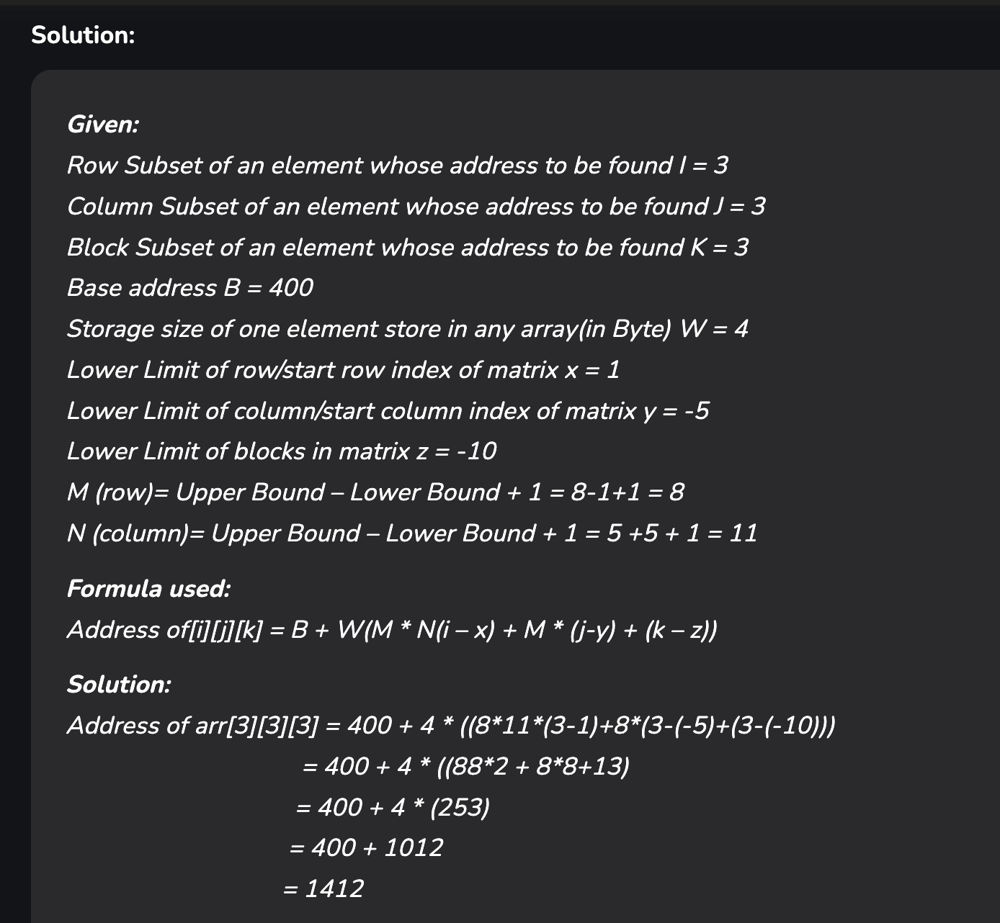 Solution:
Given:
Row Subset of an element whose address to be found I = 3
Column Subset of an element whose address to be found J = 3
Block Subset of an element whose address to be found K = 3
Base address B = 400
Storage size of one element store in any array(in Byte) W = 4
Lower Limit of row/start row index of matrix x = 1
Lower Limit of column/start column index of matrix y = -5
Lower Limit of blocks in matrix z = -10
M (row)= Upper Bound – Lower Bound + 1 = 8-1+1 = 8
N (column)= Upper Bound – Lower Bound + 1 = 5 +5 + 1 = 11
Formula used:
Address of[i][j][k] = B + W(M * N(i – x) + M * (j-y) + (k – z))
Solution:
Address of arr[3][3][3] = 400 + 4 * ((8*11*(3-1)+8*(3-(-5)+(3-(-10)))
= 400 + 4 * ((88*2 + 8*8+13)
= 400 + 4 * (253)
= 400 + 1012
= 1412